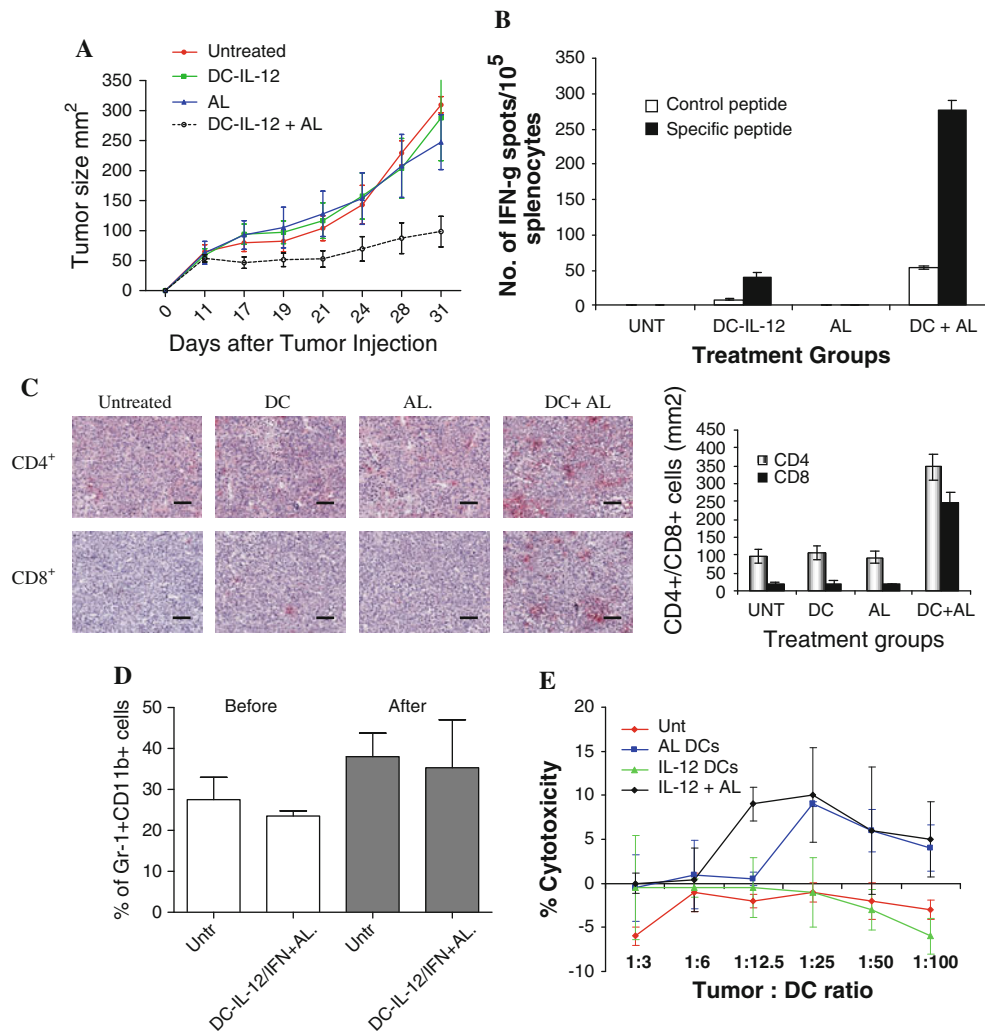 A
Untreated
DC-IL-12
AL
DC-IL-12 + AL
Tumor size mm²
350
300
250
200
150
100
50
0
0 11 17 19 21 24 28 31
Days after Tumor Injection
B
No. of IFN-g spots/10⁵
splenocytes
350
300
250
200
150
100
50
0
Control peptide
Specific peptide
UNT DC-IL-12 AL DC + AL
Treatment Groups
C
Untreated DC AL. DC+ AL
CD4⁺
CD8⁺
CD4+/CD8+ cells (mm2)
450
400
350
300
250
200
150
100
50
0
CD4
CD8
UNT DC AL DC+AL
Treatment groups
D
% of Gr-1+CD11b+ cells
50
40
30
20
10
0
Before After
Untr DC-IL-12/IFN+AL. Untr DC-IL-12/IFN+AL.
E
% Cytotoxicity
20
15
10
5
0
-5
-10
Unt
AL DCs
IL-12 DCs
IL-12 + AL
1:3 1:6 1:12.5 1:25 1:50 1:100
Tumor : DC ratio